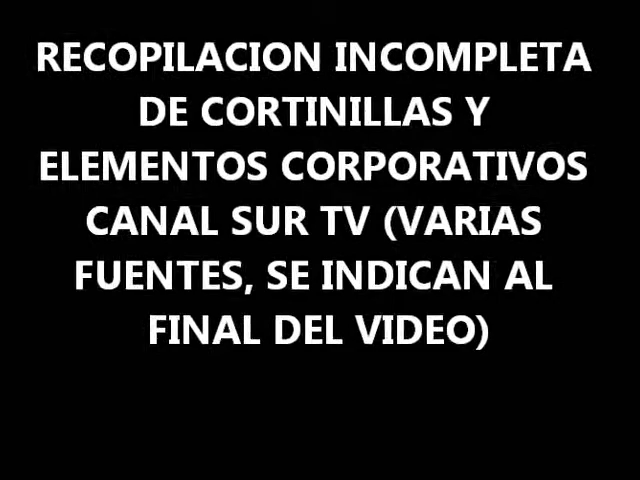 RECOPILACION INCOMPLETA
DE CORTINILLAS Y
ELEMENTOS CORPORATIVOS
CANAL SUR TV (VARIAS
FUENTES, SE INDICAN AL
FINAL DEL VIDEO)